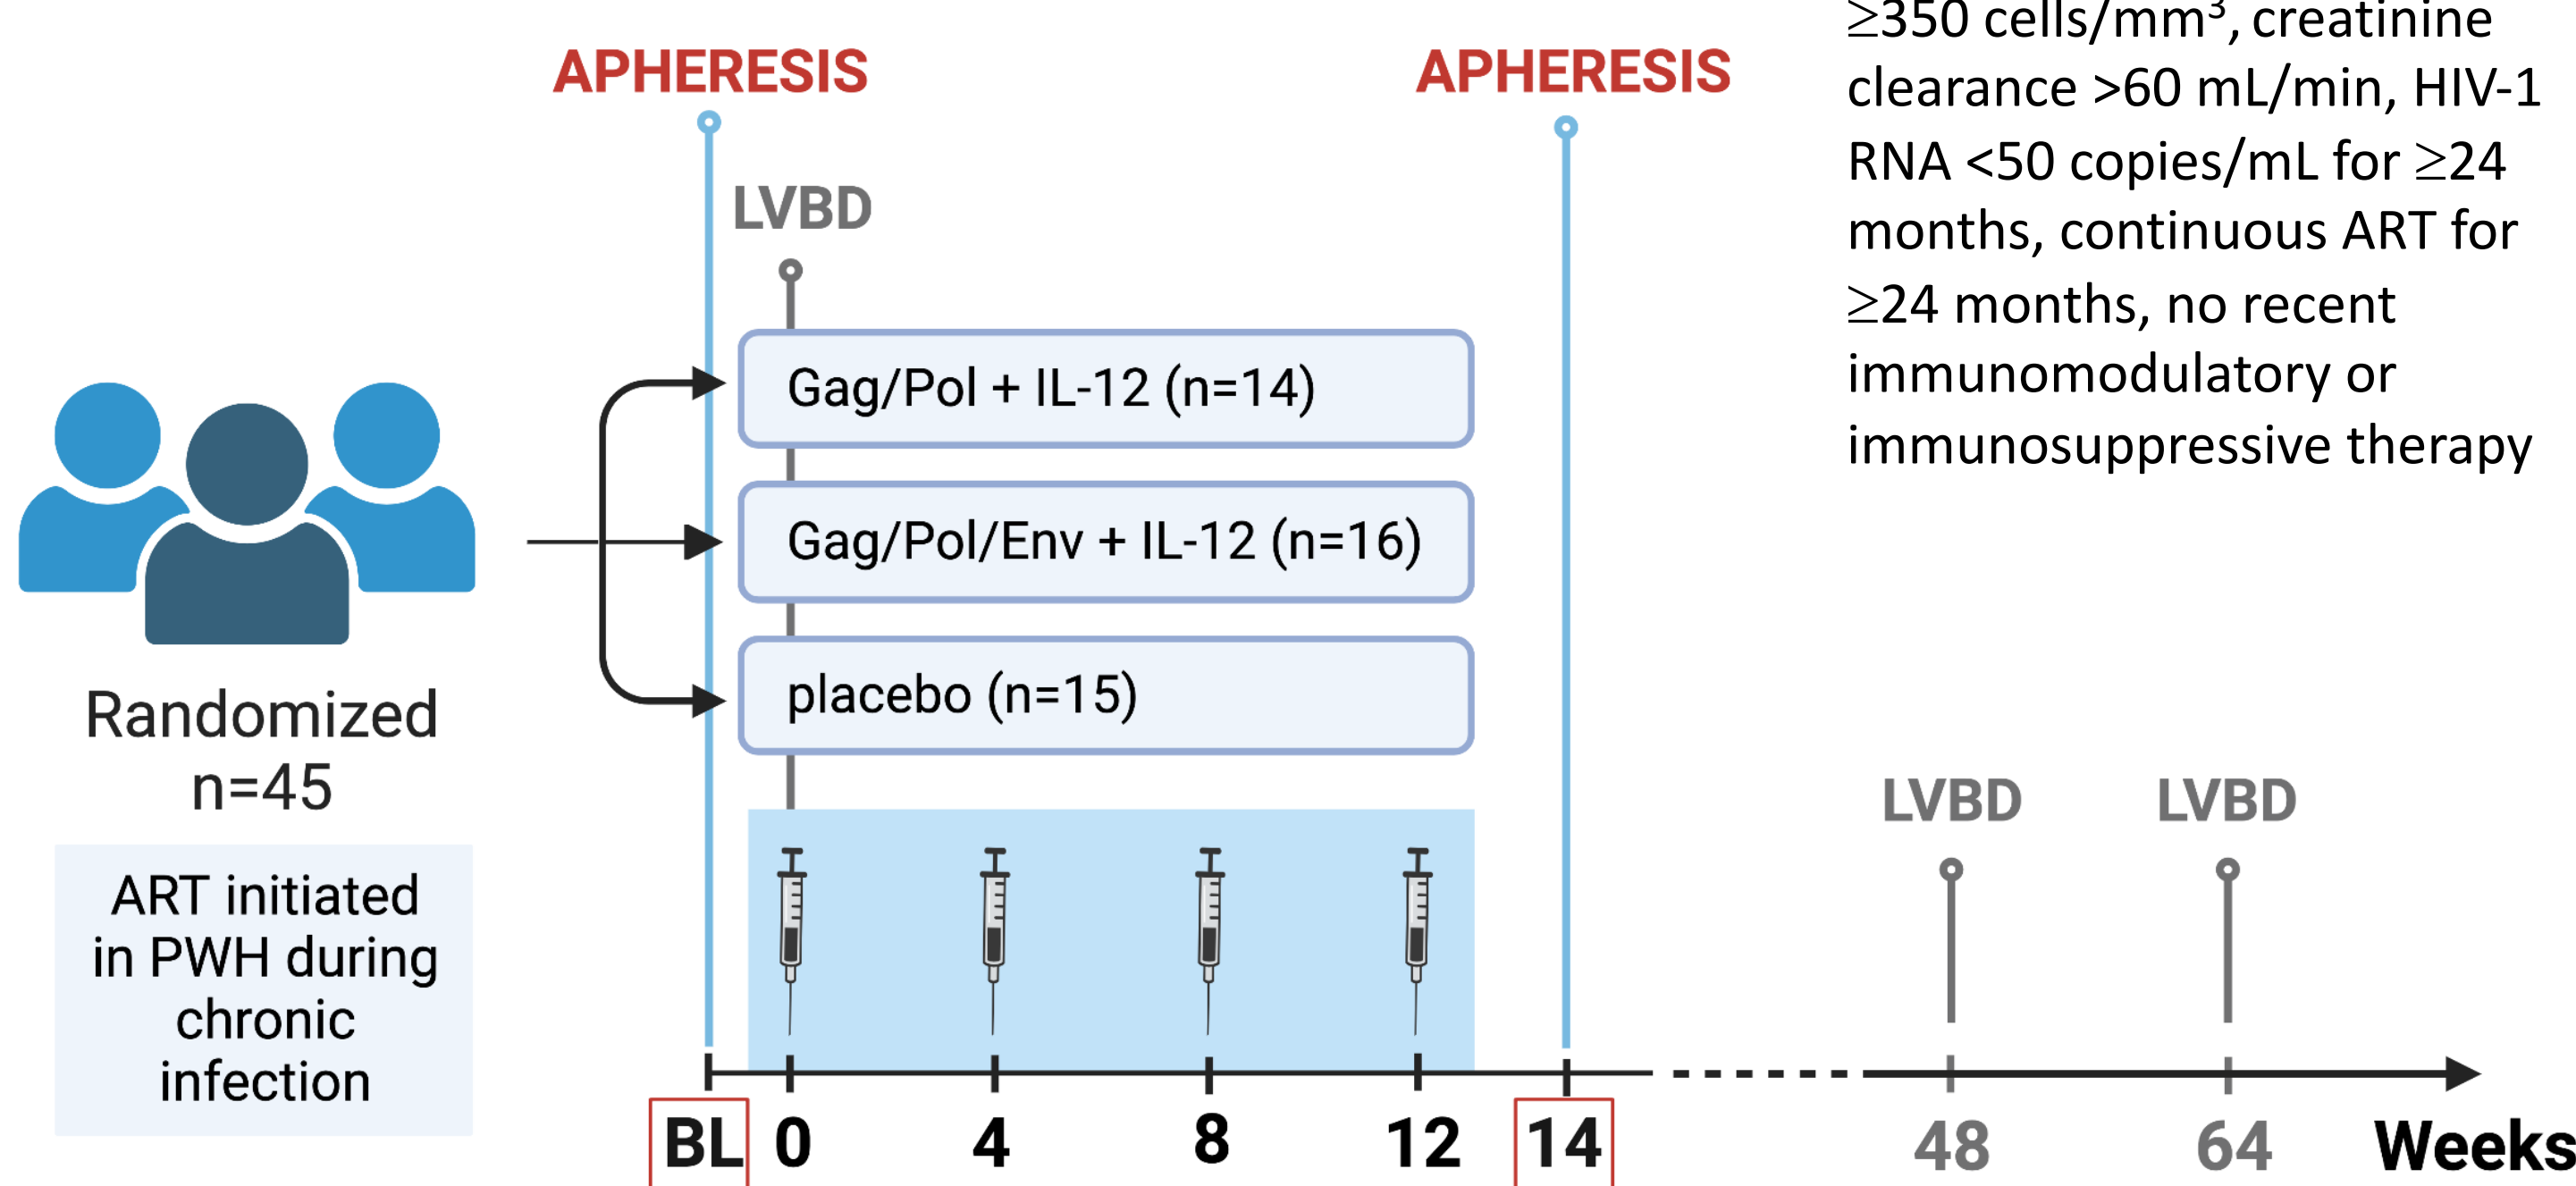 ≥350 cells/mm³, creatinine
clearance >60 mL/min, HIV-1
RNA <50 copies/mL for ≥24
months, continuous ART for
≥24 months, no recent
immunomodulatory or
immunosuppressive therapy
APHERESIS
APHERESIS
LVBD
Gag/Pol + IL-12 (n=14)
Gag/Pol/Env + IL-12 (n=16)
placebo (n=15)
Randomized
n=45
ART initiated
in PWH during
chronic
infection
LVBD
LVBD
BL 0 4 8 12 14 48 64 Weeks